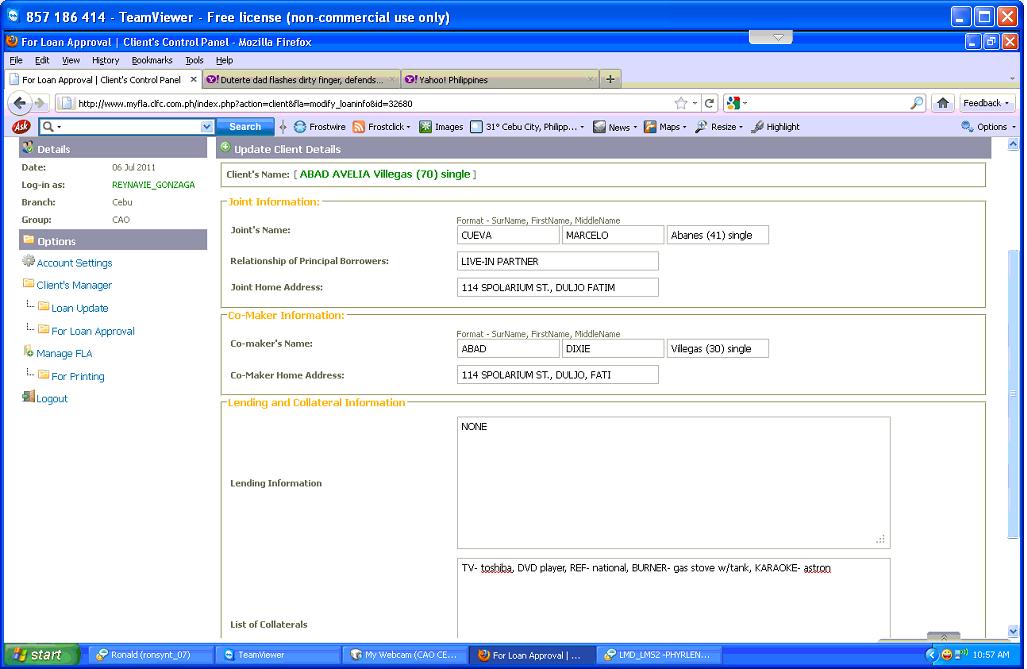 857 186 414 - TeamViewer - Free license (non-commercial use only)
For Loan Approval | Client's Control Panel - Mozilla Firefox
File Edit View History Bookmarks Tools Help
For Loan Approval | Client's Control Panel × Duterte dad flashes dirty finger, defends... × Yahoo! Philippines × +
http://www.myfla.clfc.com.ph/index.php?action=client&fla=modify_loaninfo&id=32680 Feedback
Ask Search Frostwire Frostclick Images 31° Cebu City, Philipp... News Maps Resize Highlight Options
Details
Date: 06 Jul 2011
Log-in as: REYNAVIE_GONZAGA
Branch: Cebu
Group: CAO
Options
Account Settings
Client's Manager
Loan Update
For Loan Approval
Manage FLA
For Printing
Logout
Update Client Details
Client's Name: [ ABAD AVELIA Villegas (70) single ]
Joint Information:
Format - SurName, FirstName, MiddleName
Joint's Name: CUEVA MARCELO Abanes (41) single
Relationship of Principal Borrowers: LIVE-IN PARTNER
Joint Home Address: 114 SPOLARIUM ST., DULJO FATIM
Co-Maker Information:
Format - SurName, FirstName, MiddleName
Co-maker's Name: ABAD DIXIE Villegas (30) single
Co-Maker Home Address: 114 SPOLARIUM ST., DULJO, FATI
Lending and Collateral Information
NONE
Lending Information
TV- toshiba, DVD player, REF- national, BURNER- gas stove w/tank, KARAOKE- astron
List of Collaterals
start Ronald (ronsynt_07) TeamViewer My Webcam (CAO CE... For Loan Approval | ... LMD_LMS2 -PHYRLEN... 10:57 AM